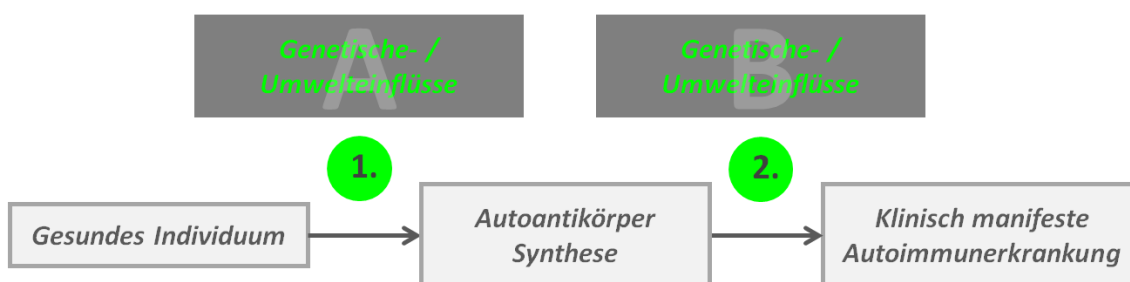 Genetische- /
Umwelteinflüsse
A
Genetische- /
Umwelteinflüsse
B
1.
2.
Gesundes Individuum
Autoantikörper
Synthese
Klinisch manifeste
Autoimmunerkrankung